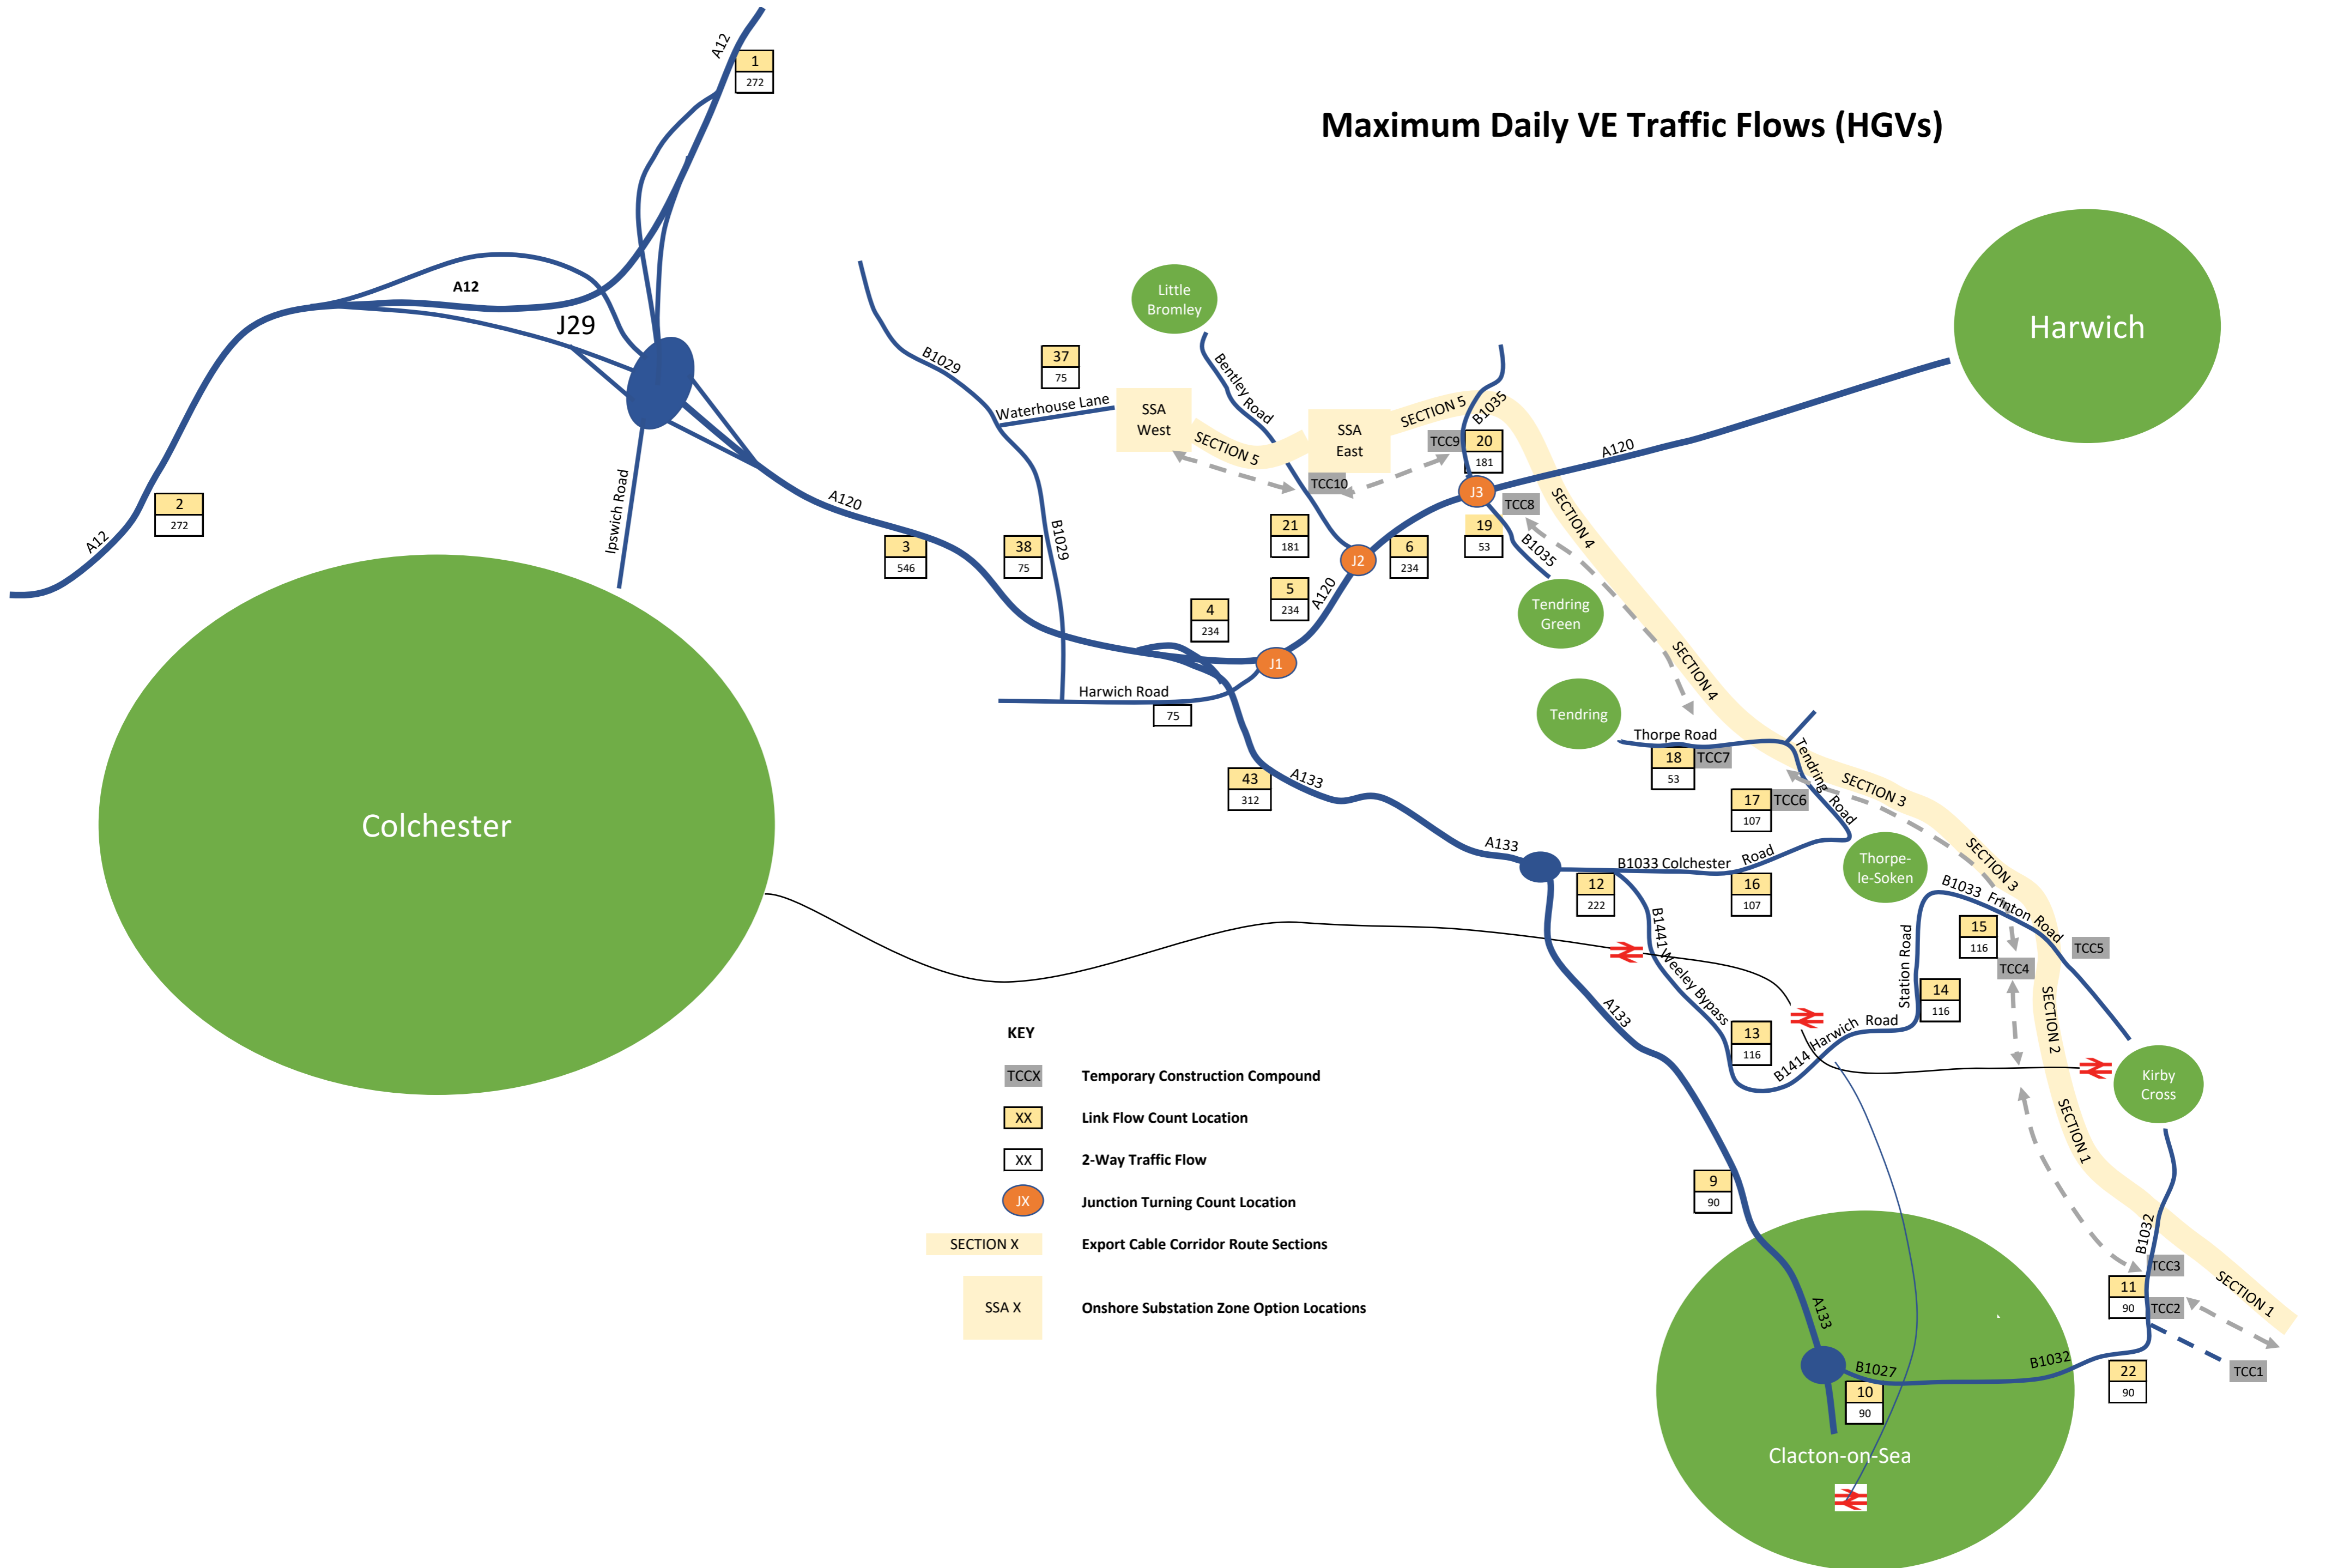 Maximum Daily VE Traffic Flows (HGVs)
A12
1
272
A12
J29
2
272
A12
Ipswich Road
A120
3
546
B1029
37
75
Waterhouse Lane
38
75
B1029
Little
Bromley
Bentley Road
SSA
West
SECTION 5
SSA
East
SECTION 5
B1035
TCC9
20
181
TCC10
J3
TCC8
A120
Harwich
21
181
J2
6
234
19
53
B1035
SECTION 4
5
234
A120
4
234
J1
Harwich Road
75
Tendring
Green
SECTION 4
Tendring
Thorpe Road
18
53
TCC7
Tendring Road
17
107
TCC6
SECTION 3
43
312
A133
Colchester
A133
B1033 Colchester Road
12
222
16
107
Thorpe-
le-Soken
SECTION 3
B1033 Frinton Road
15
116
TCC5
TCC4
B1441 Weeley Bypass
Station Road
14
116
SECTION 2
A133
13
116
B1414 Harwich Road
Kirby
Cross
SECTION 1
KEY
TCCX
Temporary Construction Compound
XX
Link Flow Count Location
XX
2-Way Traffic Flow
JX
Junction Turning Count Location
SECTION X
Export Cable Corridor Route Sections
SSA X
Onshore Substation Zone Option Locations
9
90
B1032
TCC3
11
90
TCC2
SECTION 1
A133
B1027
B1032
10
90
22
90
TCC1
Clacton-on-Sea